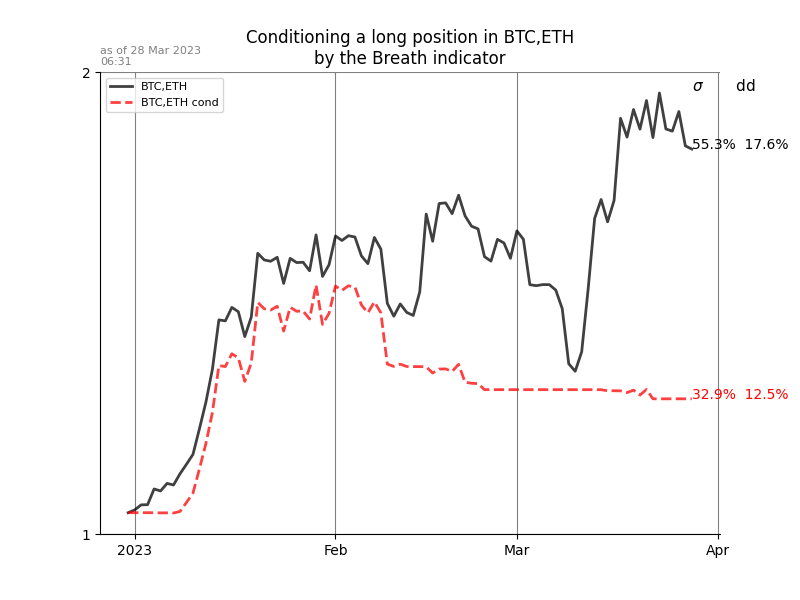 Conditioning a long position in BTC,ETH
by the Breath indicator
as of 28 Mar 2023
06:31
2
BTC,ETH
BTC,ETH cond
σ dd
55.3% 17.6%
32.9% 12.5%
1
2023 Feb Mar Apr